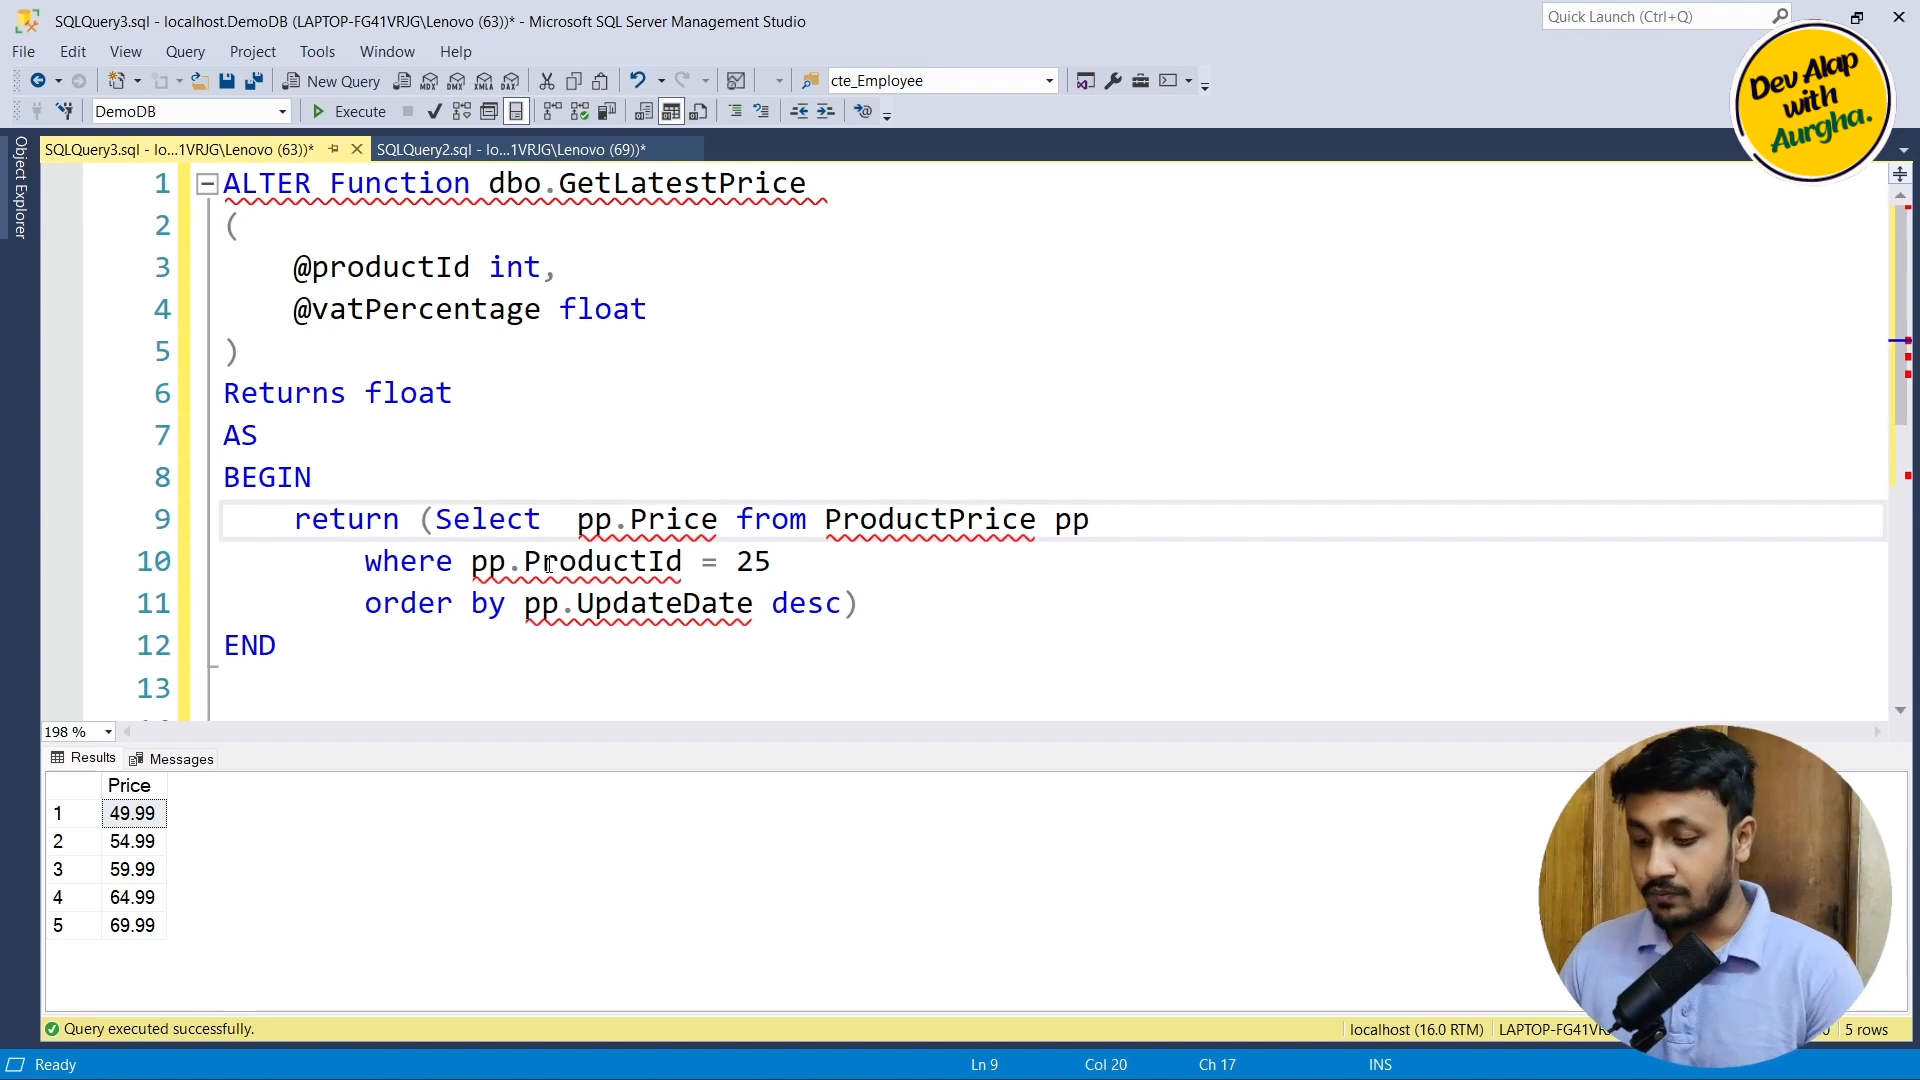 SQLQuery3.sql - localhost.DemoDB (LAPTOP-FG41VRJG\Lenovo (63))* - Microsoft SQL Server Management Studio
Quick Launch (Ctrl+Q)
File Edit View Query Project Tools Window Help
New Query MDX DMX XMLA DAX cte_Employee
DemoDB Execute
Dev Alap
with
Aurgha.
Object Explorer
SQLQuery3.sql - lo...1VRJG\Lenovo (63))* SQLQuery2.sql - lo...1VRJG\Lenovo (69))*
1 ALTER Function dbo.GetLatestPrice
2 (
3 @productId int,
4 @vatPercentage float
5 )
6 Returns float
7 AS
8 BEGIN
9 return (Select  pp.Price from ProductPrice pp
10 where pp.ProductId = 25
11 order by pp.UpdateDate desc)
12 END
13
198 %
Results Messages
Price
1 49.99
2 54.99
3 59.99
4 64.99
5 69.99
Query executed successfully. localhost (16.0 RTM) 5 rows
Ready Ln 9 Col 20 Ch 17 INS